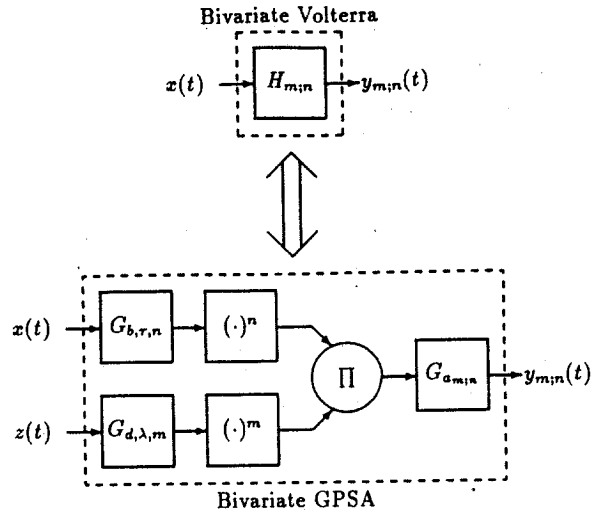 Bivariate Volterra
x(t) H_{m;n} y_{m;n}(t)
x(t) G_{b,τ,n} (·)^n
∏ G_{a_{m;n}} y_{m;n}(t)
z(t) G_{d,λ,m} (·)^m
Bivariate GPSA